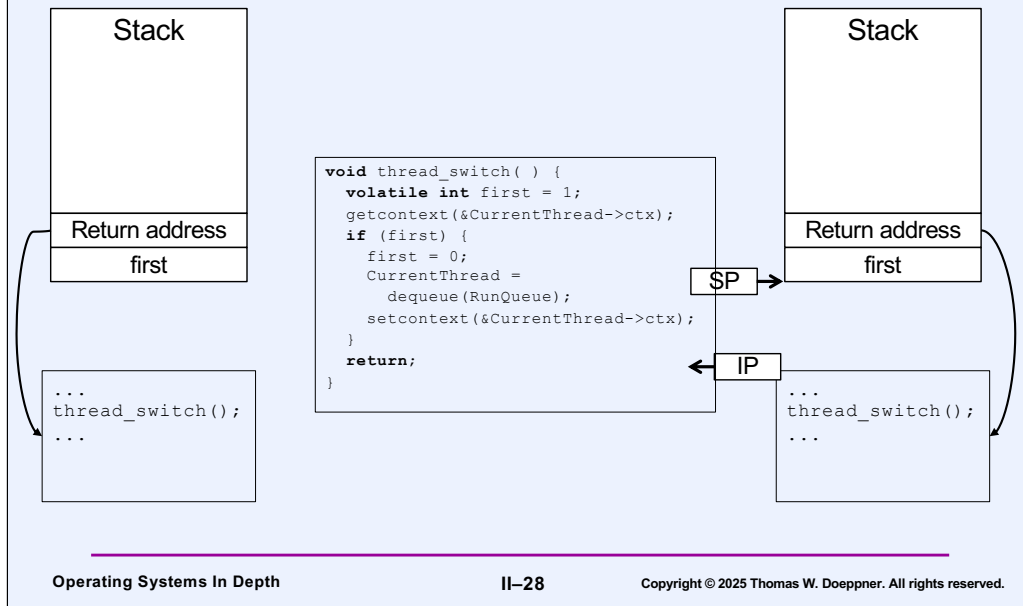 Stack
Return address
first
...
thread_switch();
...
void thread_switch( ) {
  volatile int first = 1;
  getcontext(&CurrentThread->ctx);
  if (first) {
    first = 0;
    CurrentThread =
      dequeue(RunQueue);
    setcontext(&CurrentThread->ctx);
  }
  return;
}
SP
IP
Stack
Return address
first
...
thread_switch();
...
Operating Systems In Depth
II–28
Copyright © 2025 Thomas W. Doeppner. All rights reserved.